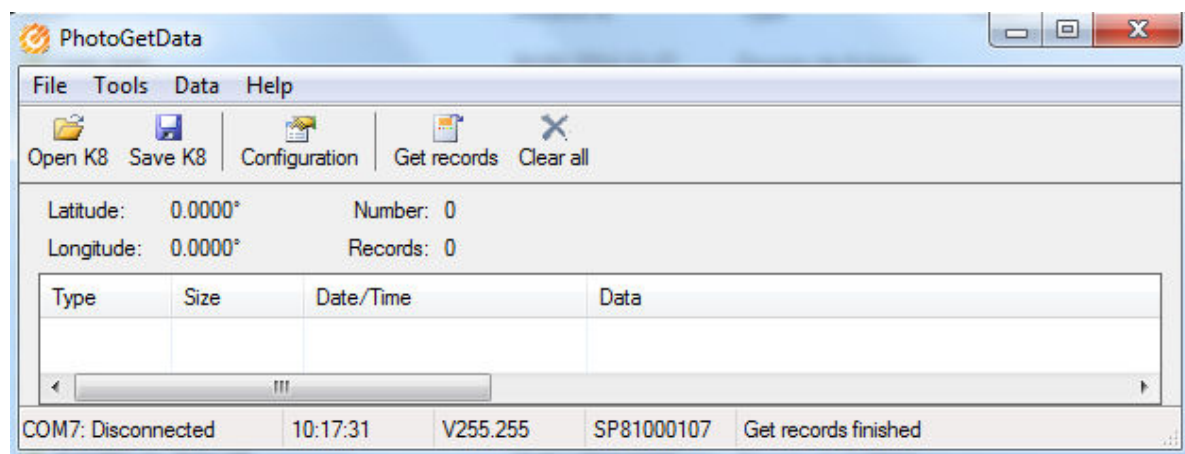 PhotoGetData
File Tools Data Help
Open K8 Save K8 Configuration Get records Clear all
Latitude: 0.0000° Number: 0
Longitude: 0.0000° Records: 0
Type Size Date/Time Data
COM7: Disconnected 10:17:31 V255.255 SP81000107 Get records finished